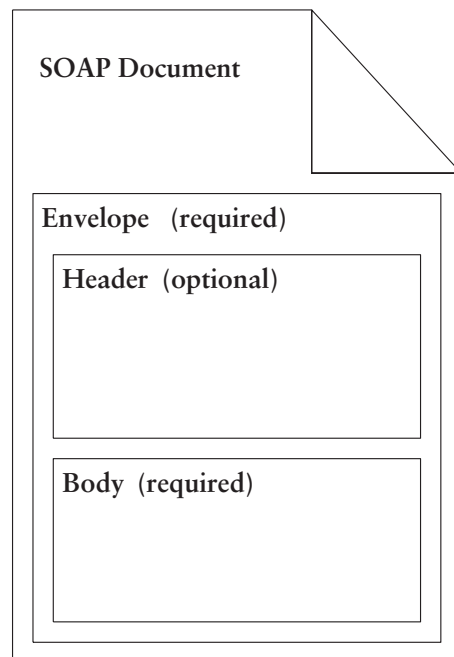 SOAP Document
Envelope (required)
Header (optional)
Body (required)